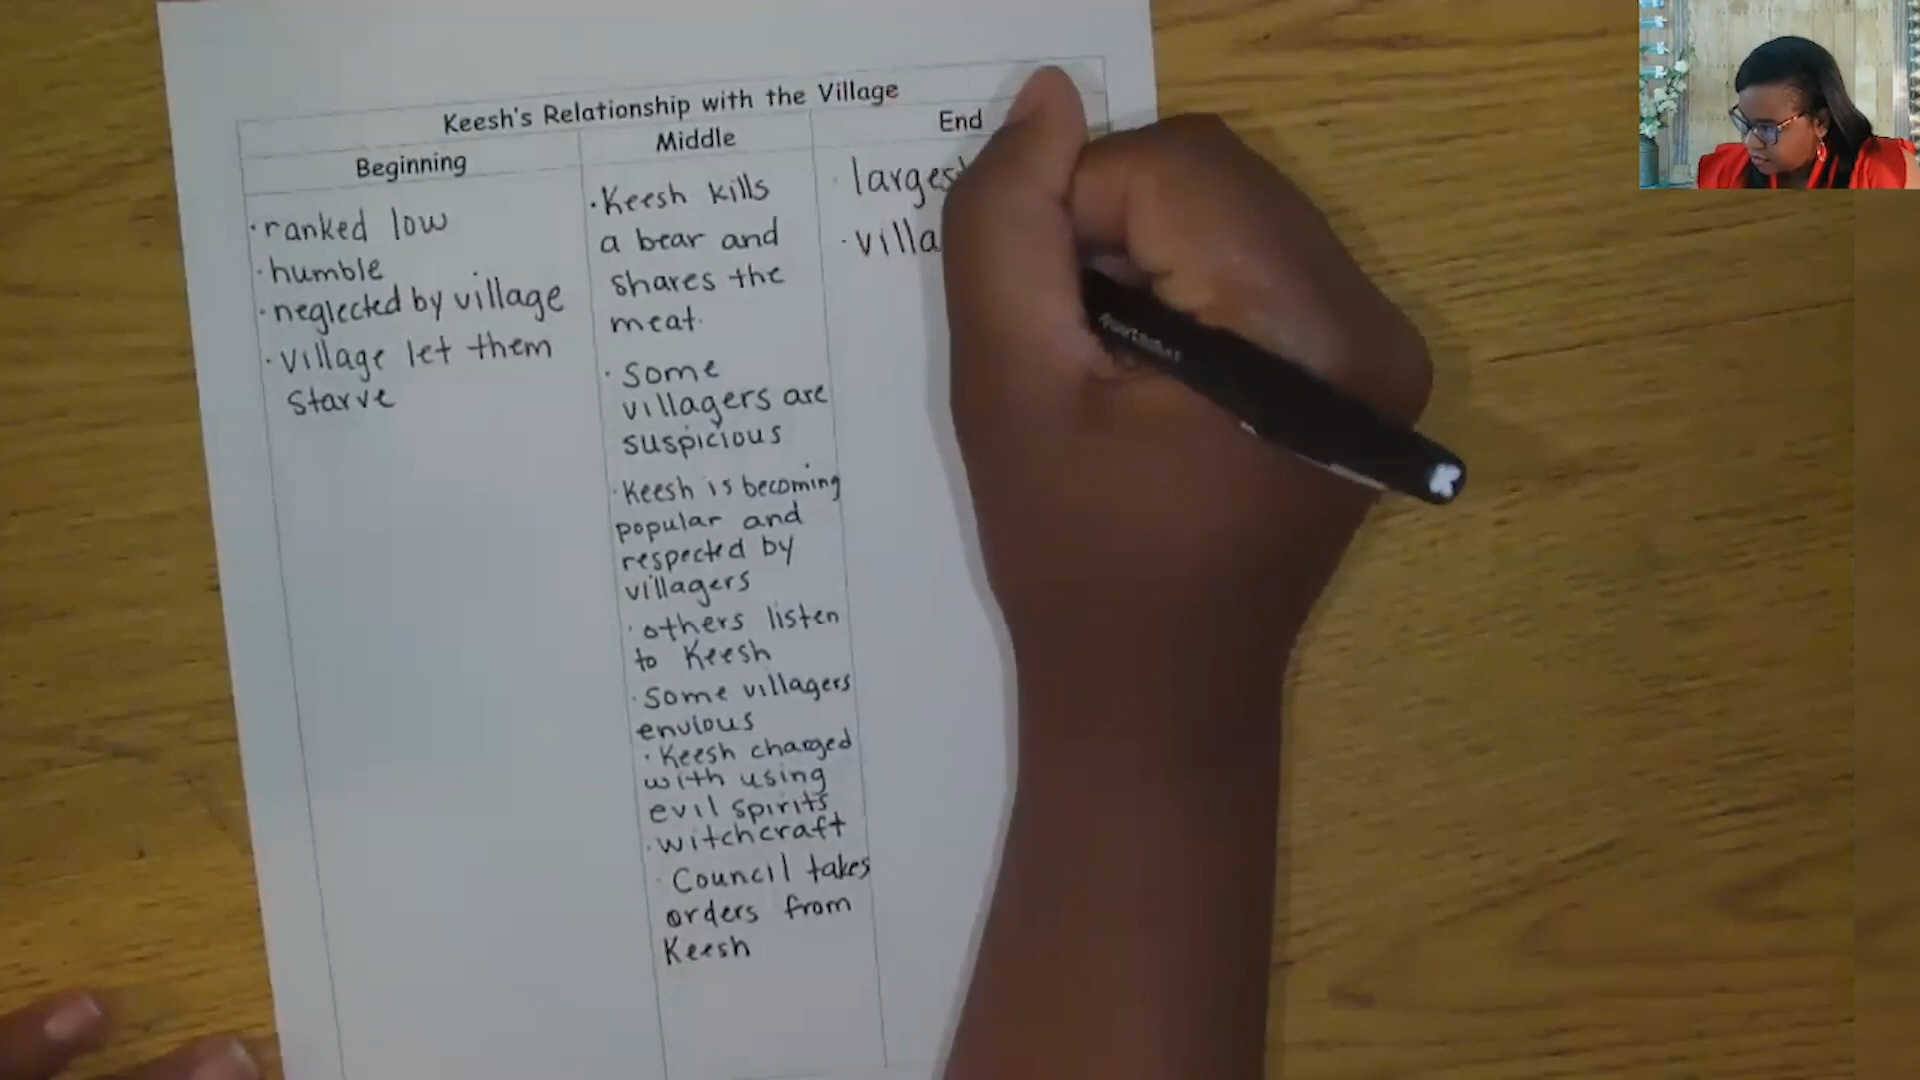 Keesh's Relationship with the Village
Beginning
Middle
End
·ranked low
·humble
·neglected by village
·village let them
starve
·Keesh kills
a bear and
shares the
meat.
·some
villagers are
suspicious
·Keesh is becoming
popular and
respected by
villagers
·others listen
to Keesh
·some villagers
envious
·Keesh charged
with using
evil spirits
·witchcraft
·Council takes
orders from
Keesh
·largest
·villa